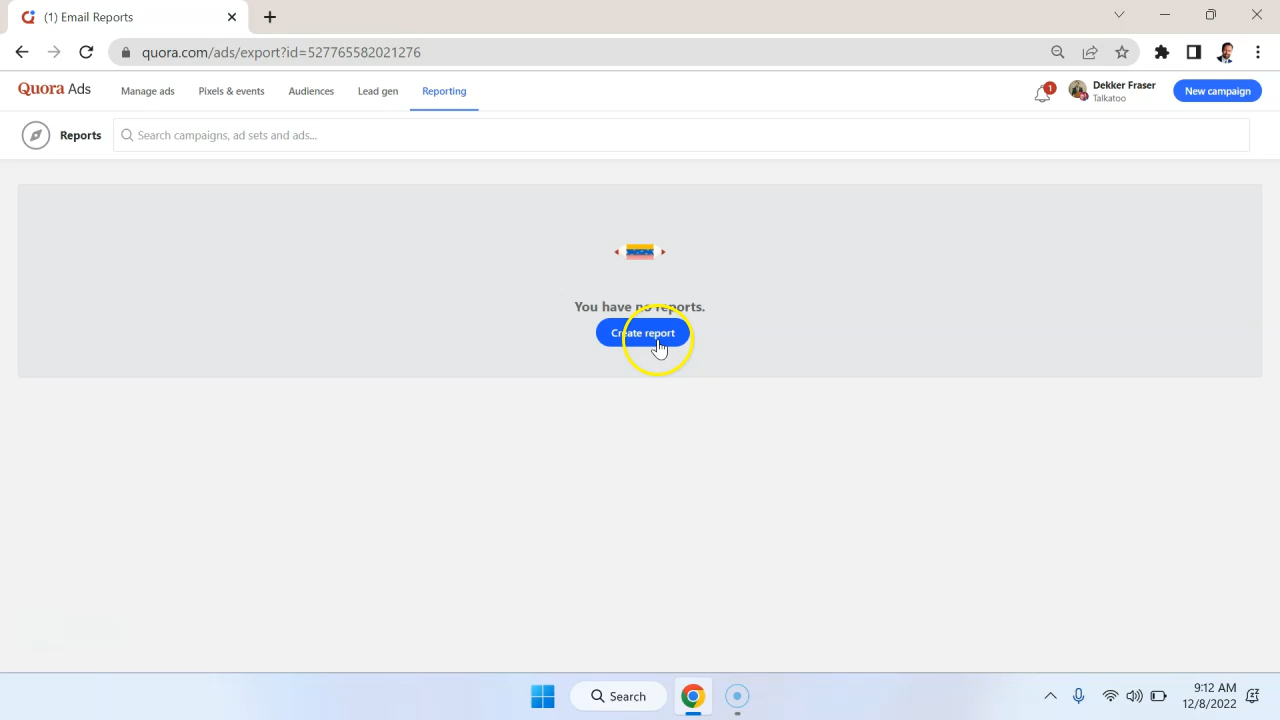 (1) Email Reports
quora.com/ads/export?id=527765582021276
Quora Ads
Manage ads
Pixels & events
Audiences
Lead gen
Reporting
1
Dekker Fraser
Talkatoo
New campaign
Reports
Search campaigns, ad sets and ads...
You have no reports.
Create report
Search
9:12 AM
12/8/2022